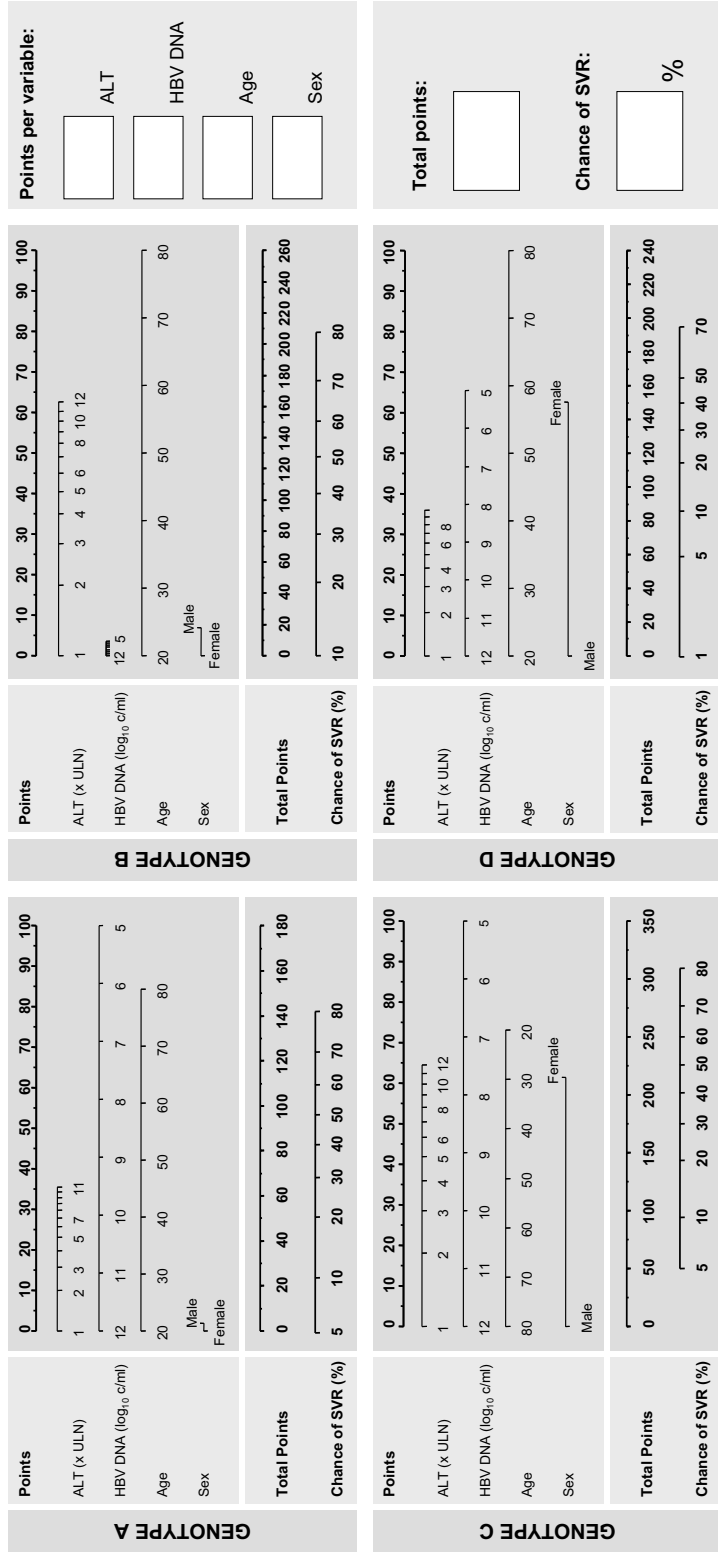 GENOTYPE A
Points 0 10 20 30 40 50 60 70 80 90 100
ALT (x ULN) 1 2 3 5 7 11
HBV DNA (log10 c/ml) 12 11 10 9 8 7 6 5
Age 20 30 40 50 60 70 80
Male
Sex
Female
Total Points 0 20 40 60 80 100 120 140 160 180
Chance of SVR (%) 5 10 20 30 40 50 60 70 80
GENOTYPE B
Points 0 10 20 30 40 50 60 70 80 90 100
ALT (x ULN) 1 2 3 4 5 6 8 10 12
HBV DNA (log10 c/ml) 12 5
Age 20 30 40 50 60 70 80
Male
Sex
Female
Total Points 0 20 40 60 80 100 120 140 160 180 200 220 240 260
Chance of SVR (%) 10 20 30 40 50 60 70 80
Points per variable:
ALT
HBV DNA
Age
Sex
GENOTYPE C
Points 0 10 20 30 40 50 60 70 80 90 100
ALT (x ULN) 1 2 3 4 5 6 8 10 12
HBV DNA (log10 c/ml) 12 11 10 9 8 7 6 5
Age 80 70 60 50 40 30 20
Female
Sex
Male
Total Points 0 50 100 150 200 250 300 350
Chance of SVR (%) 5 10 20 30 40 50 60 70 80
GENOTYPE D
Points 0 10 20 30 40 50 60 70 80 90 100
ALT (x ULN) 1 2 3 4 6 8
HBV DNA (log10 c/ml) 12 11 10 9 8 7 6 5
Age 20 30 40 50 60 70 80
Female
Sex
Male
Total Points 0 20 40 60 80 100 120 140 160 180 200 220 240
Chance of SVR (%) 1 5 10 20 30 40 50 70
Total points:
Chance of SVR:
%